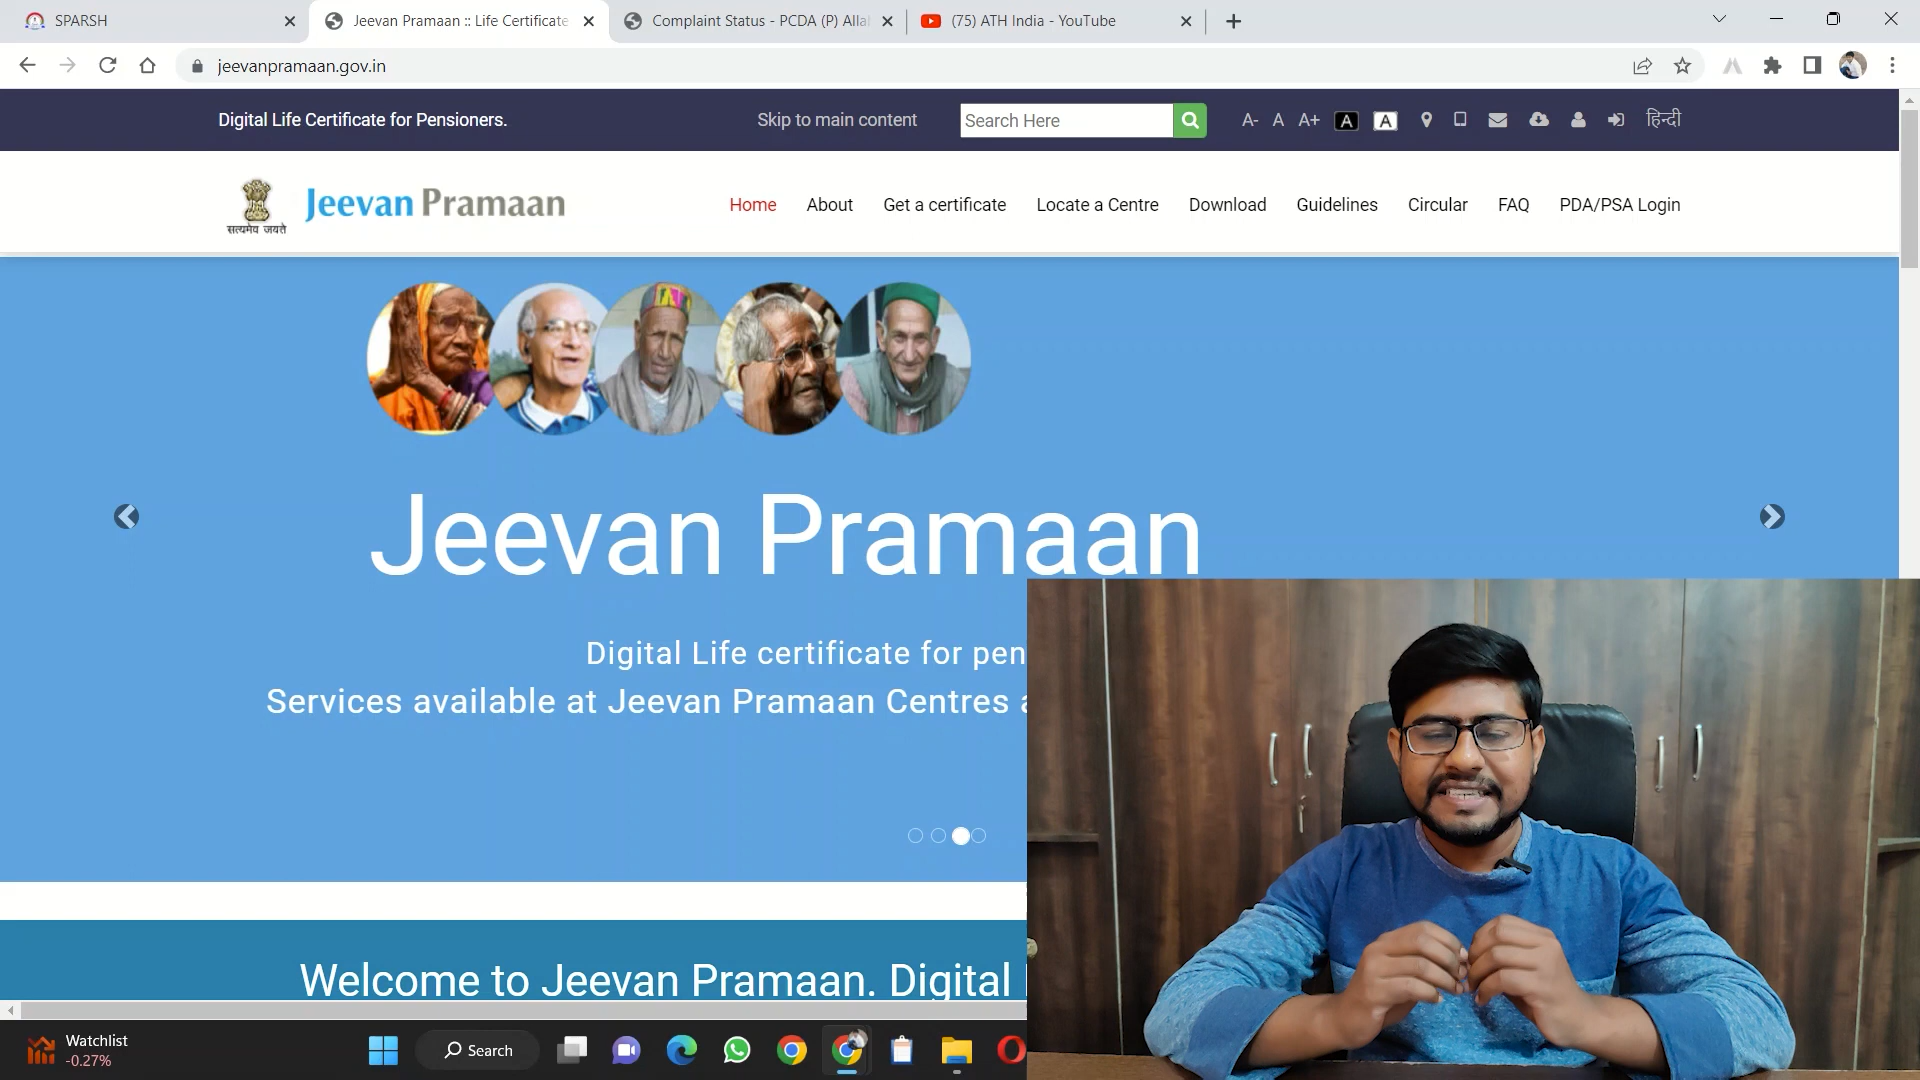 SPARSH
Jeevan Pramaan :: Life Certificate
Complaint Status - PCDA (P) Alla
(75) ATH India - YouTube
jeevanpramaan.gov.in
Digital Life Certificate for Pensioners.
Skip to main content
Search Here
A- A A+ A A
हिन्दी
सत्यमेव जयते
Jeevan Pramaan
Home About Get a certificate Locate a Centre Download Guidelines Circular FAQ PDA/PSA Login
Jeevan Pramaan
Digital Life certificate for pen
Services available at Jeevan Pramaan Centres a
Welcome to Jeevan Pramaan. Digital
Watchlist
-0.27%
Search